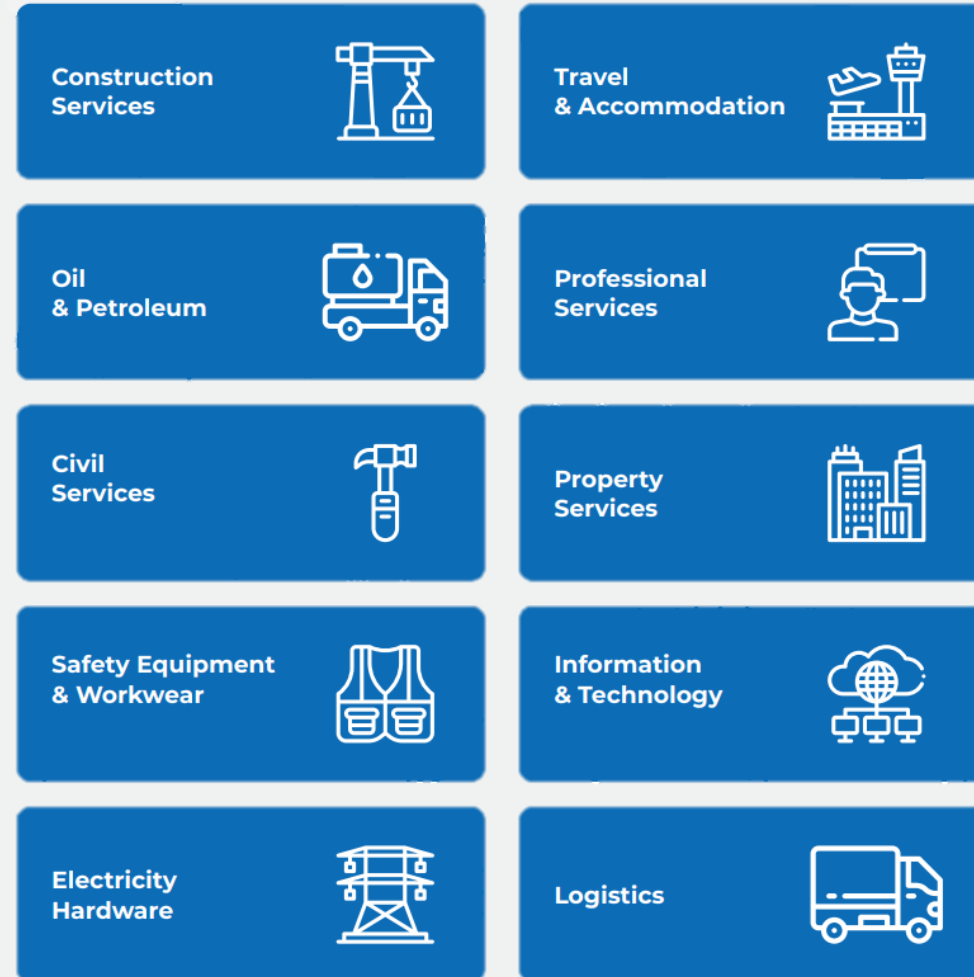 Construction
Services
Travel
& Accommodation
Oil
& Petroleum
Professional
Services
Civil
Services
Property
Services
Safety Equipment
& Workwear
Information
& Technology
Electricity
Hardware
Logistics